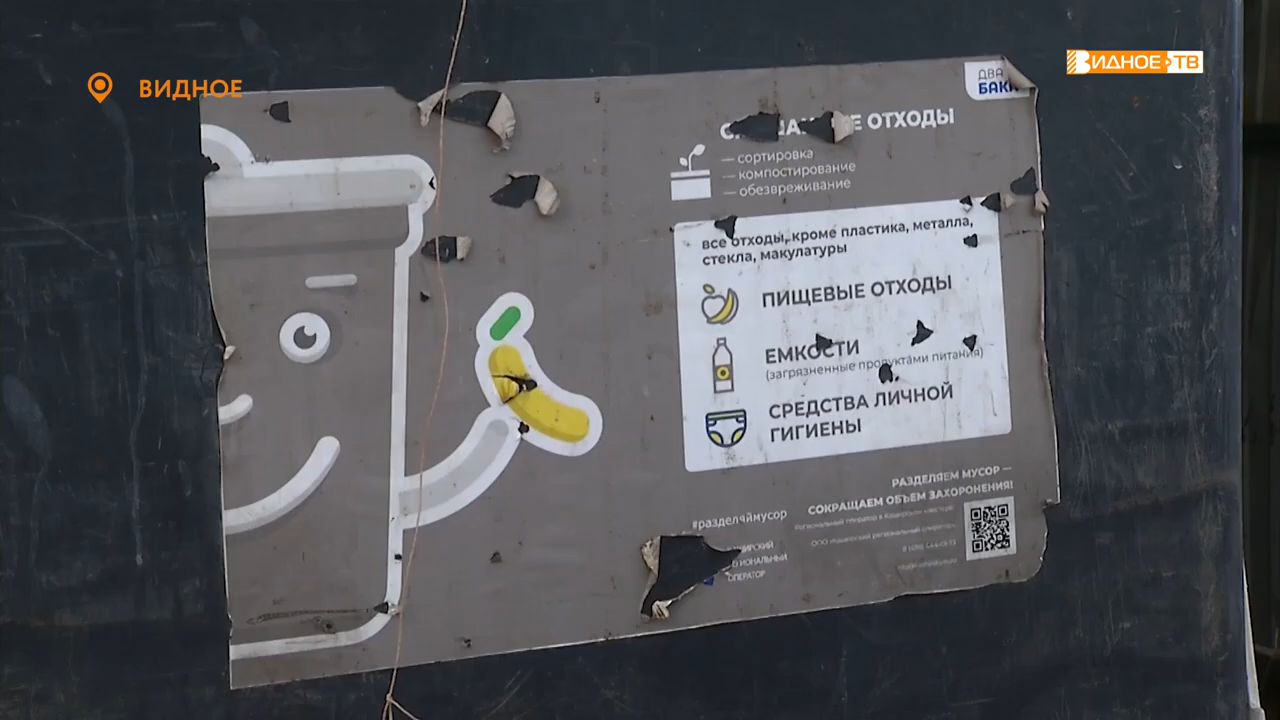 ВИДНОЕ
ВИДНОЕ ТВ
ДВА
БАКА
ОТХОДЫ
— сортировка
— компостирование
— обезвреживание
все отходы, кроме пластика, металла,
стекла, макулатуры
ПИЩЕВЫЕ ОТХОДЫ
ЕМКОСТИ
(загрязненные продуктами питания)
СРЕДСТВА ЛИЧНОЙ
ГИГИЕНЫ
РАЗДЕЛЯЕМ МУСОР —
СОКРАЩАЕМ ОБЪЕМ ЗАХОРОНЕНИЯ!
#разделяймусор
ОПЕРАТОР